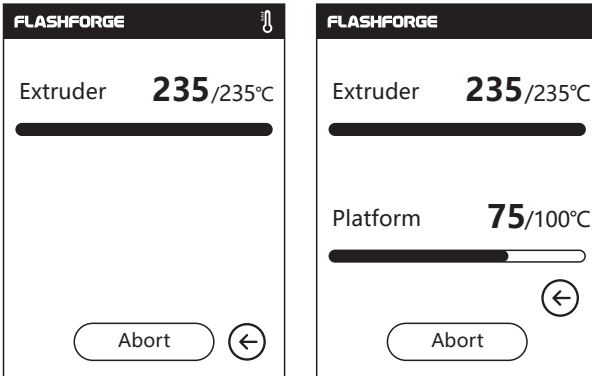 FLASHFORGE
Extruder 235/235℃
Abort
FLASHFORGE
Extruder 235/235℃
Platform 75/100℃
Abort